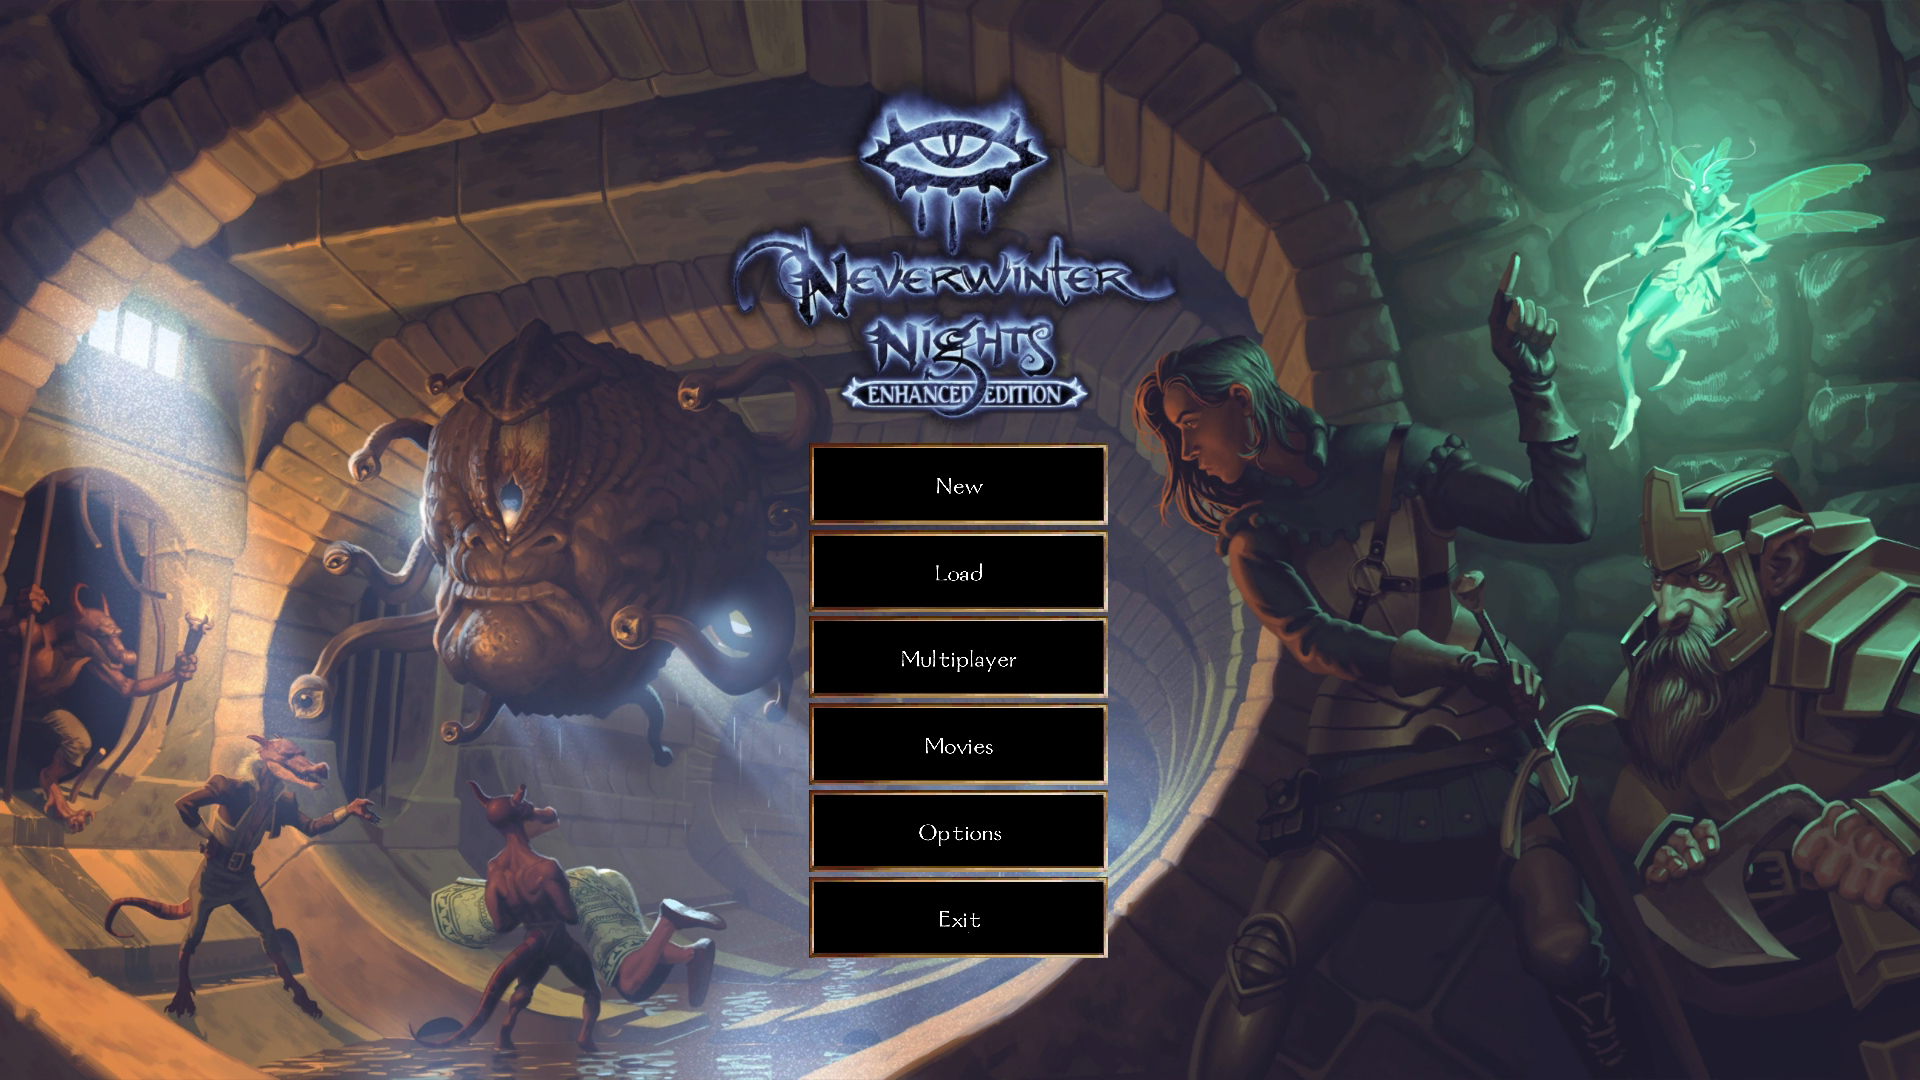 Neverwinter
Nights
ENHANCED EDITION
New
Load
Multiplayer
Movies
Options
Exit